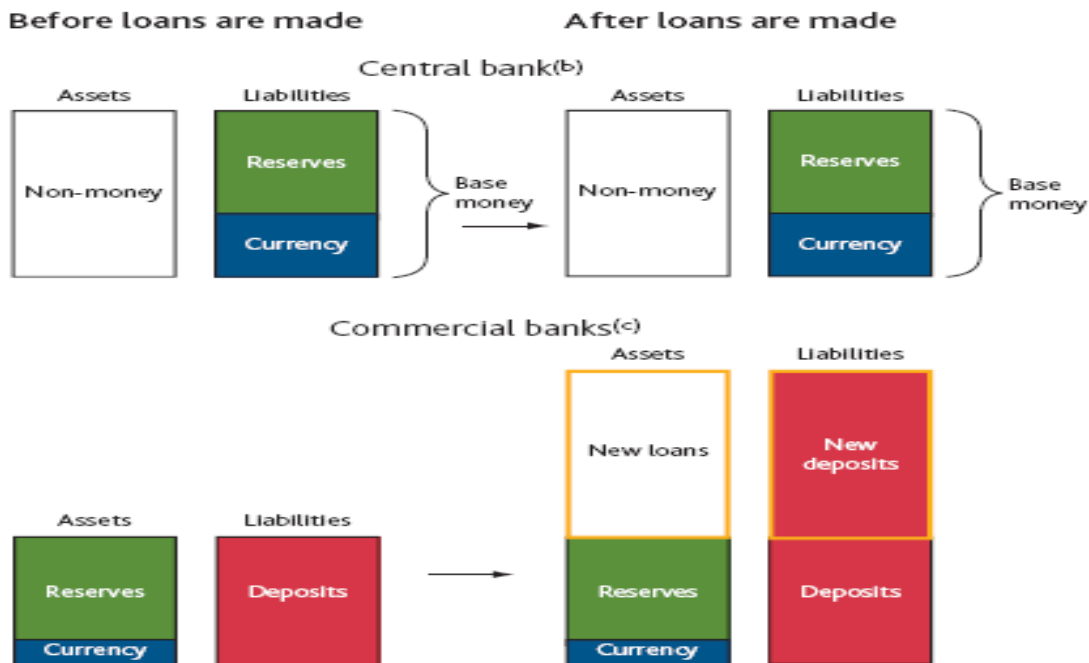 Before loans are made
After loans are made
Central bank(b)
Assets
Liabilities
Assets
Liabilities
Non-money
Reserves
Currency
Base
money
Non-money
Reserves
Currency
Base
money
Commercial banks(c)
Assets
Liabilities
New loans
New
deposits
Assets
Liabilities
Reserves
Deposits
Currency
Reserves
Deposits
Currency